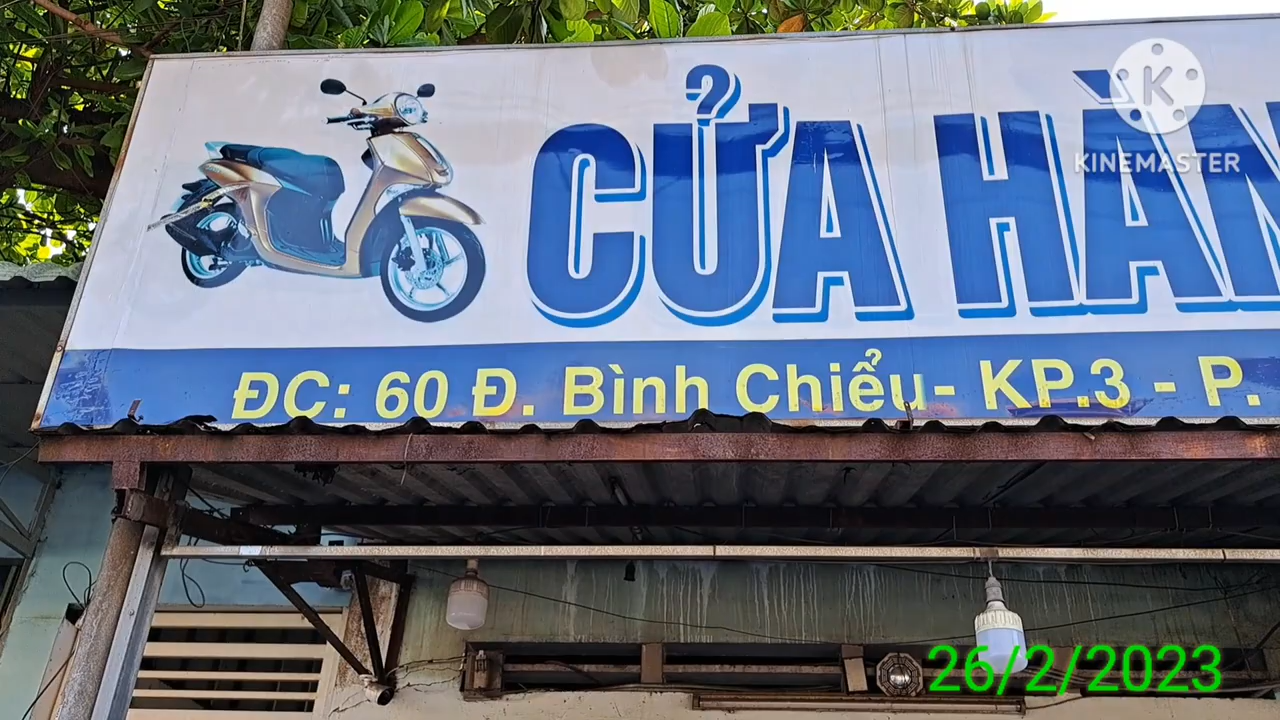 CỬA HÀN
ĐC: 60 Đ. Bình Chiểu- KP.3 - P.
K
KINEMASTER
26/2/2023